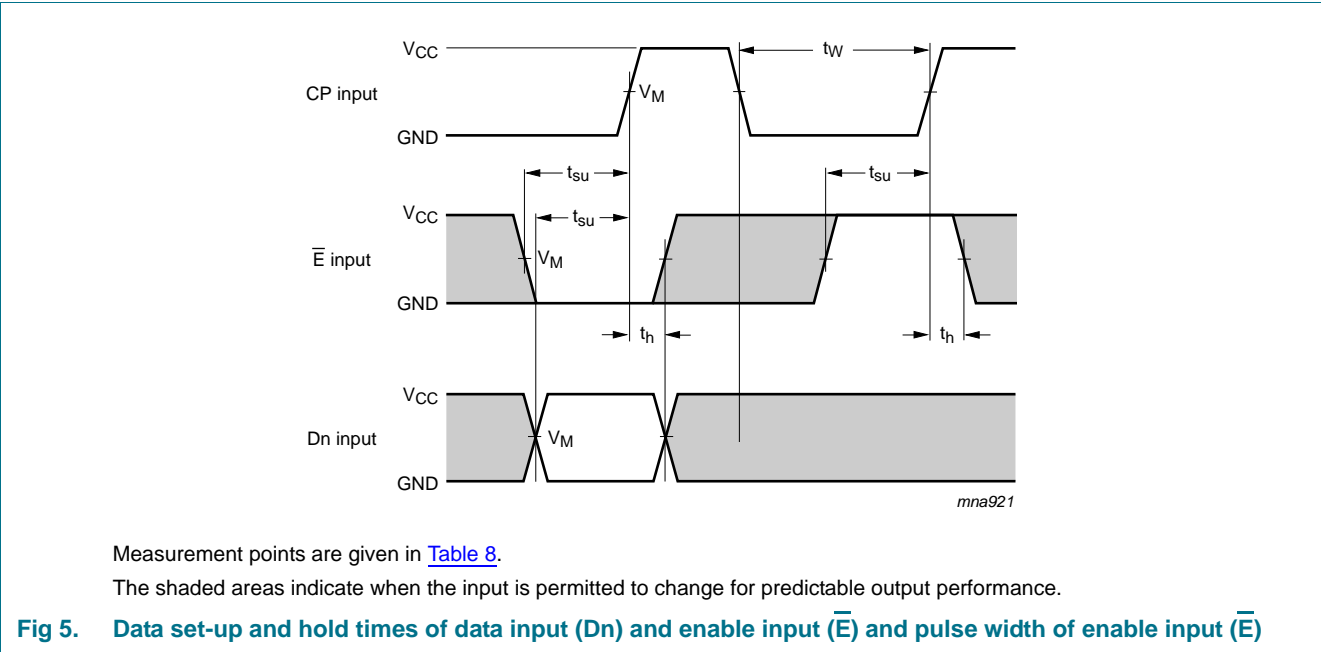 VCC
tW
CP input
VM
GND
tsu
tsu
VCC
tsu
E̅ input
VM
GND
th
th
VCC
Dn input
VM
GND
mna921
Measurement points are given in Table 8.
The shaded areas indicate when the input is permitted to change for predictable output performance.
Fig 5. Data set-up and hold times of data input (Dn) and enable input (E̅) and pulse width of enable input (E̅)